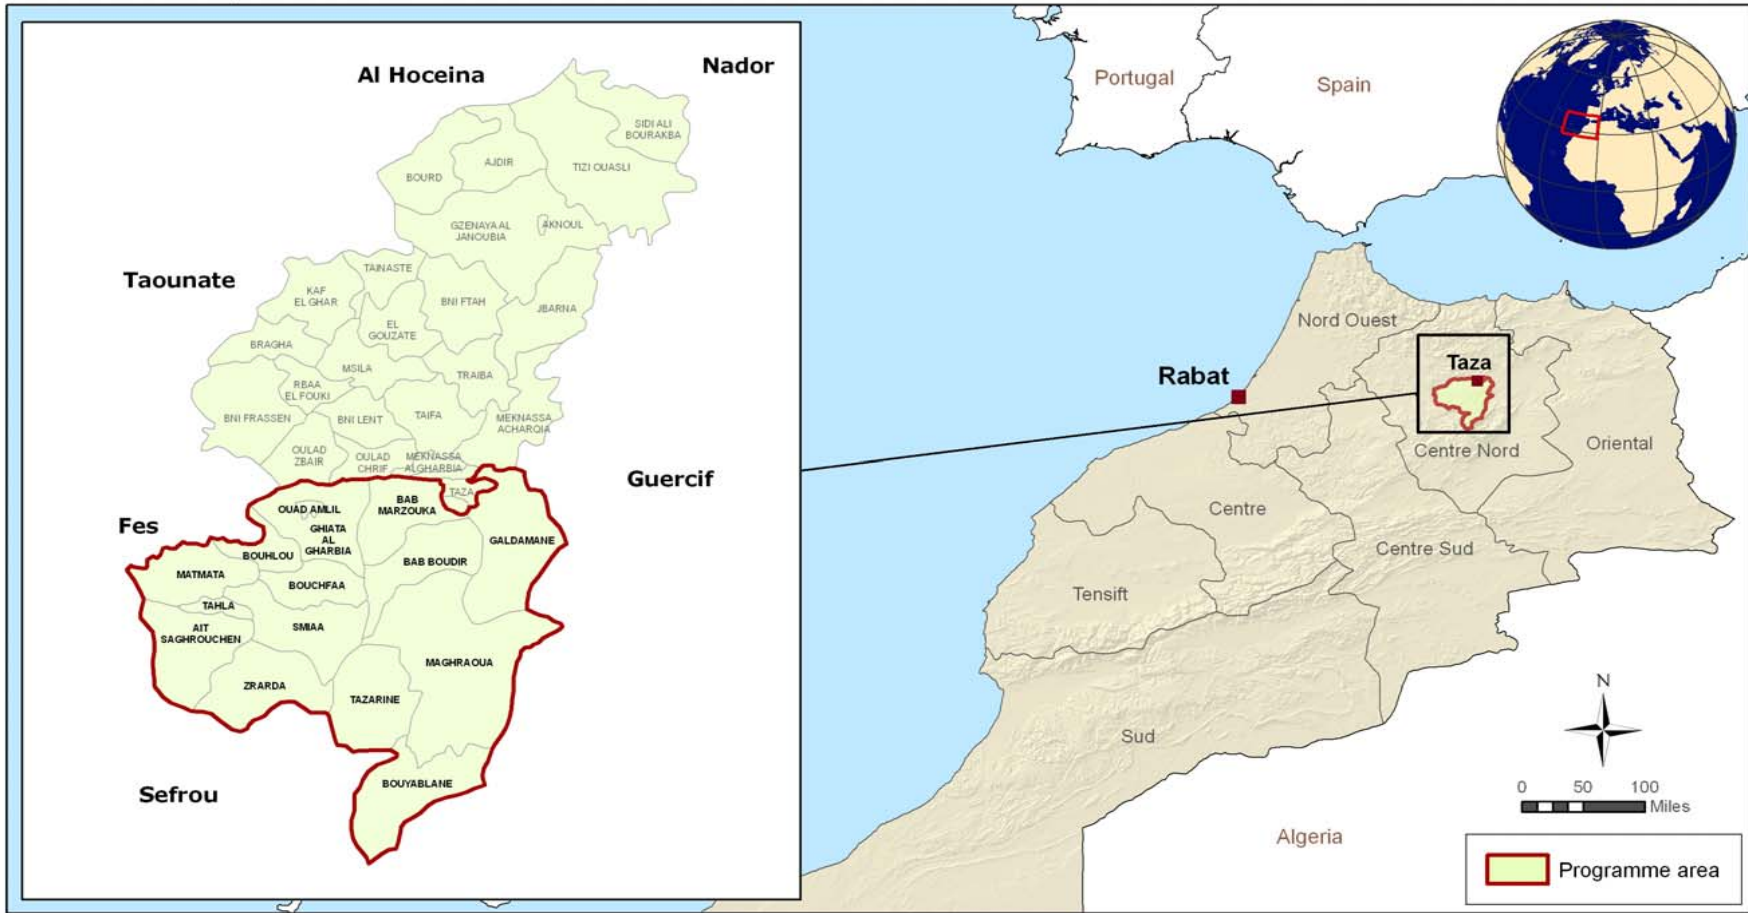 Al Hoceina
Nador
SIDI ALI
BOURAKBA
AJDIR
TIZI OUASLI
BOURD
GZENAYA AL
JANOUBIA
AKNOUL
Taounate
TAINASTE
KAF
EL GHAR
BNI FTAH
JBARNA
EL
GOUZATE
BRAGHA
MSILA
TRAIBA
RBAA
EL FOUKI
BNI FRASSEN
BNI LENT
TAIFA
MEKNASSA
ACHARQIA
OULAD
ZBAIR
OULAD
CHRIF
MEKNASSA
ALGHARBIA
Guercif
TAZA
BAB
MARZOUKA
OUAD AMLIL
Fes
GHIATA
AL
GHARBIA
GALDAMANE
BOUHLOU
BAB BOUDIR
MATMATA
BOUCHFAA
TAHLA
AIT
SAGHROUCHEN
SMIAA
MAGHRAOUA
ZRARDA
TAZARINE
BOUYABLANE
Sefrou
Portugal
Spain
Nord Ouest
Taza
Rabat
Centre Nord
Oriental
Centre
Centre Sud
Tensift
Sud
Algeria
N
0 50 100
Miles
Programme area